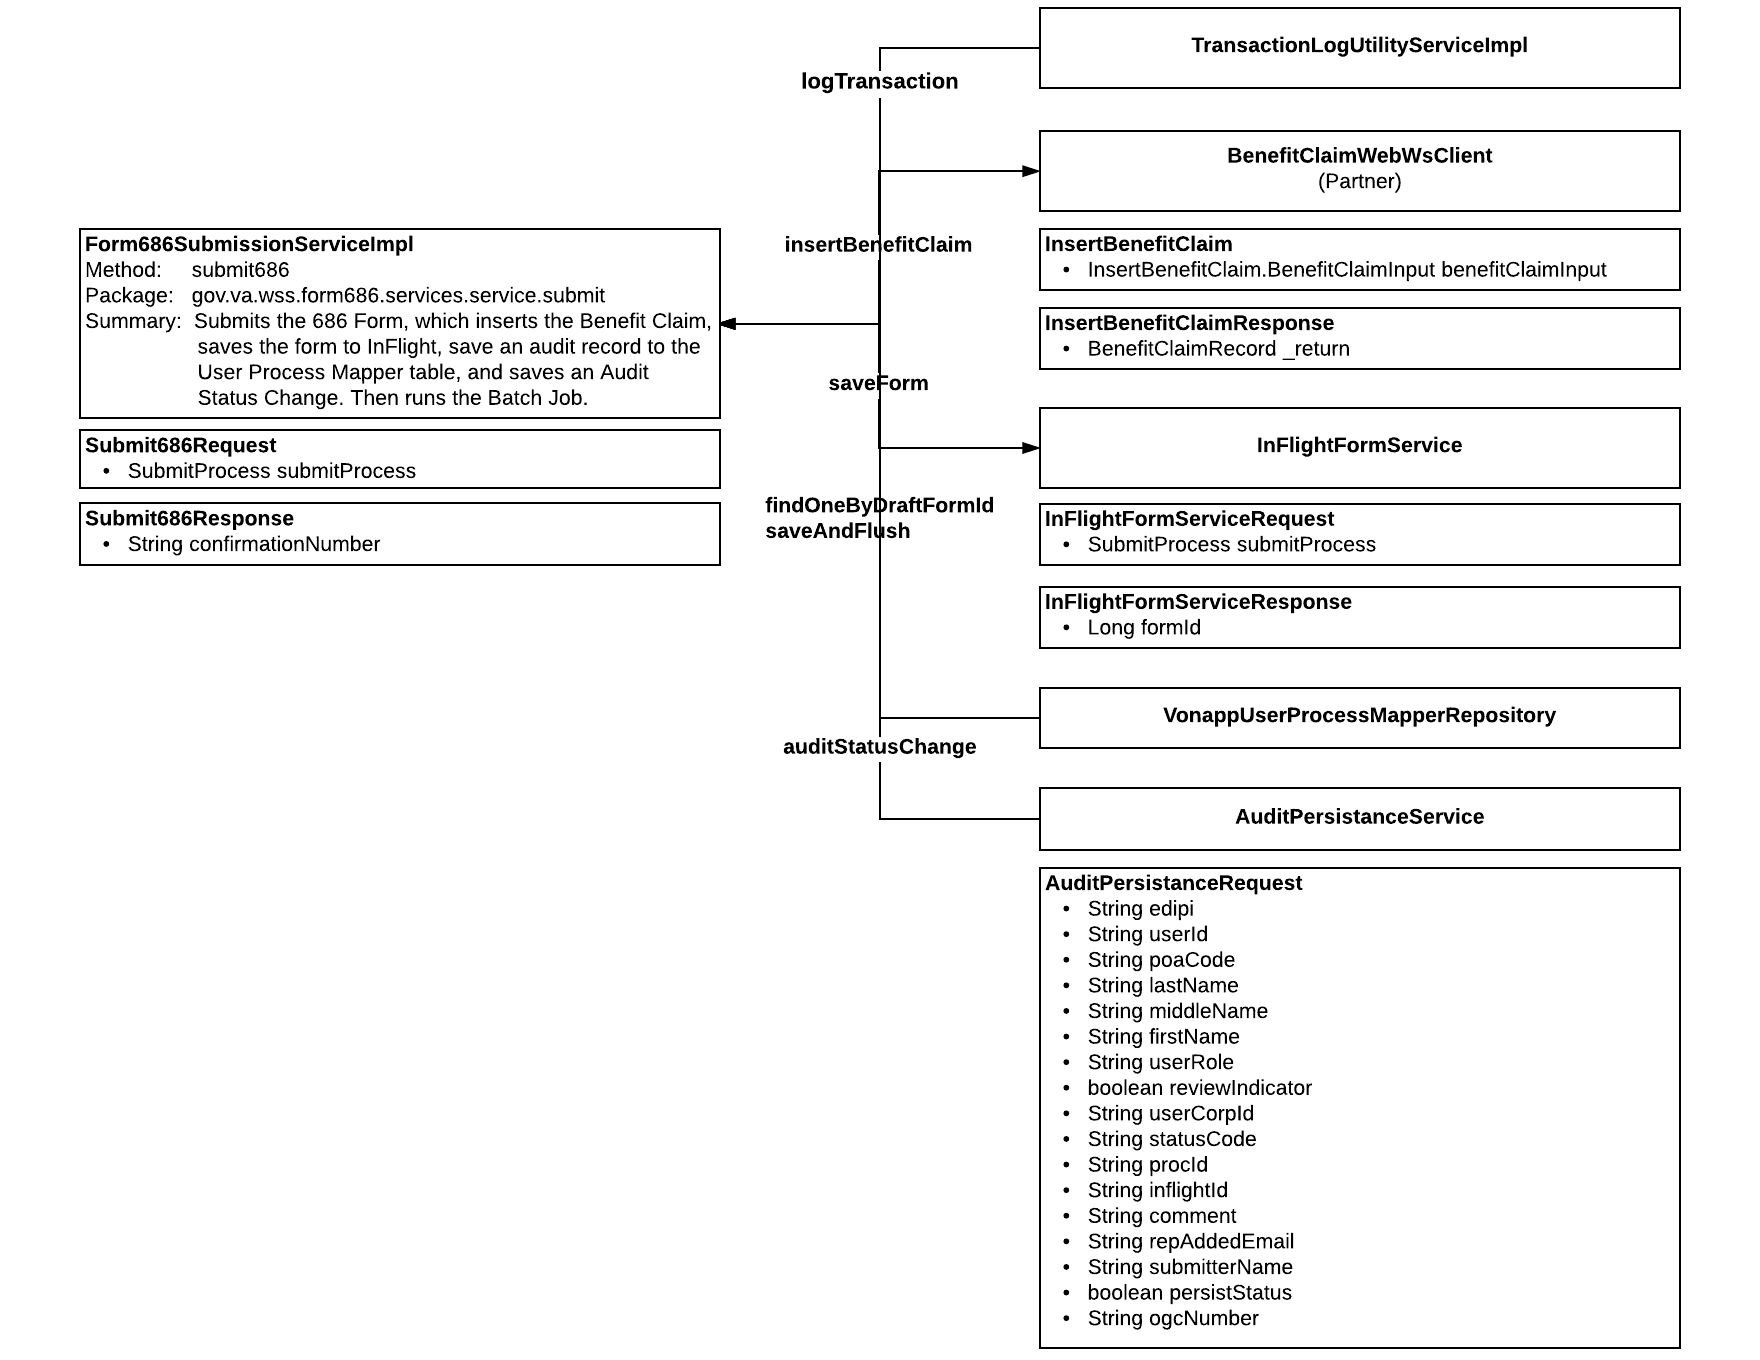 TransactionLogUtilityServiceImpl
logTransaction
BenefitClaimWebWsClient
(Partner)
insertBenefitClaim
Form686SubmissionServiceImpl
Method: submit686
Package: gov.va.wss.form686.services.service.submit
Summary: Submits the 686 Form, which inserts the Benefit Claim,
saves the form to InFlight, save an audit record to the
User Process Mapper table, and saves an Audit
Status Change. Then runs the Batch Job.
Submit686Request
• SubmitProcess submitProcess
Submit686Response
• String confirmationNumber
InsertBenefitClaim
• InsertBenefitClaim.BenefitClaimInput benefitClaimInput
InsertBenefitClaimResponse
• BenefitClaimRecord _return
saveForm
InFlightFormService
findOneByDraftFormId
saveAndFlush
InFlightFormServiceRequest
• SubmitProcess submitProcess
InFlightFormServiceResponse
• Long formId
VonappUserProcessMapperRepository
auditStatusChange
AuditPersistanceService
AuditPersistanceRequest
• String edipi
• String userId
• String poaCode
• String lastName
• String middleName
• String firstName
• String userRole
• boolean reviewIndicator
• String userCorpId
• String statusCode
• String procId
• String inflightId
• String comment
• String repAddedEmail
• String submitterName
• boolean persistStatus
• String ogcNumber